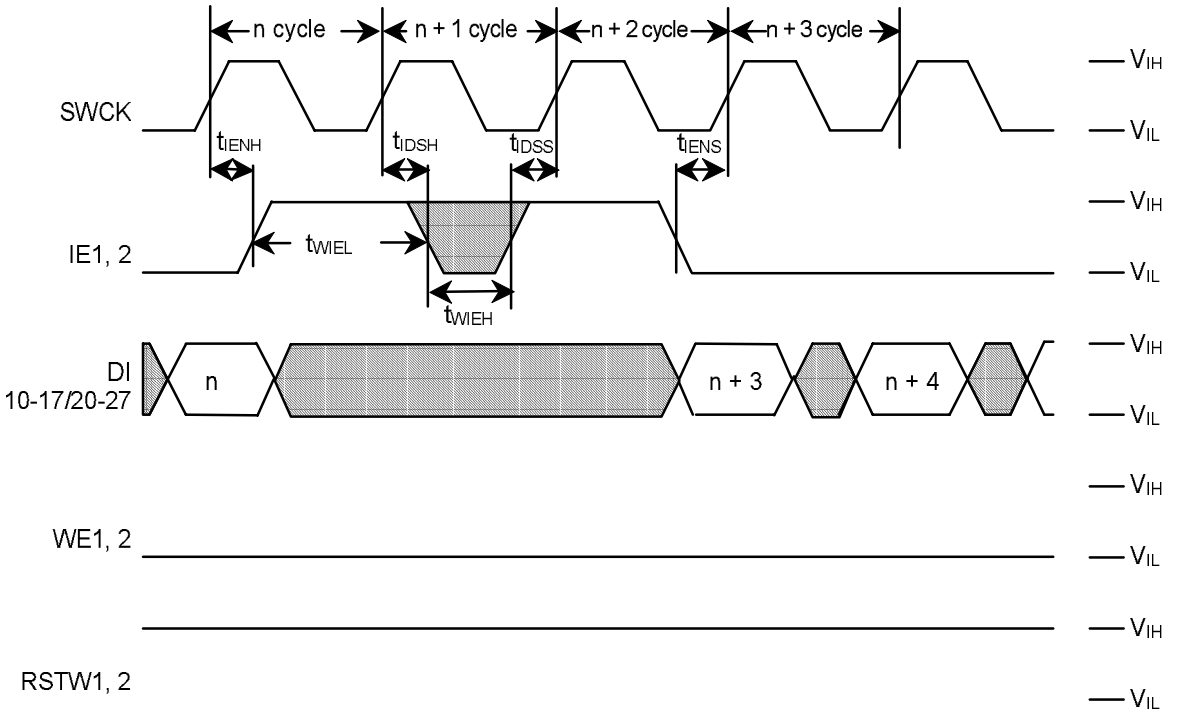 n cycle n + 1 cycle n + 2 cycle n + 3 cycle
VIH
SWCK
VIL
tIENH tIDSH tIDSS tIENS
VIH
tWIEL
IE1, 2
VIL
tWIEH
VIH
DI
10-17/20-27
n n + 3 n + 4
VIL
VIH
WE1, 2
VIL
VIH
RSTW1, 2
VIL